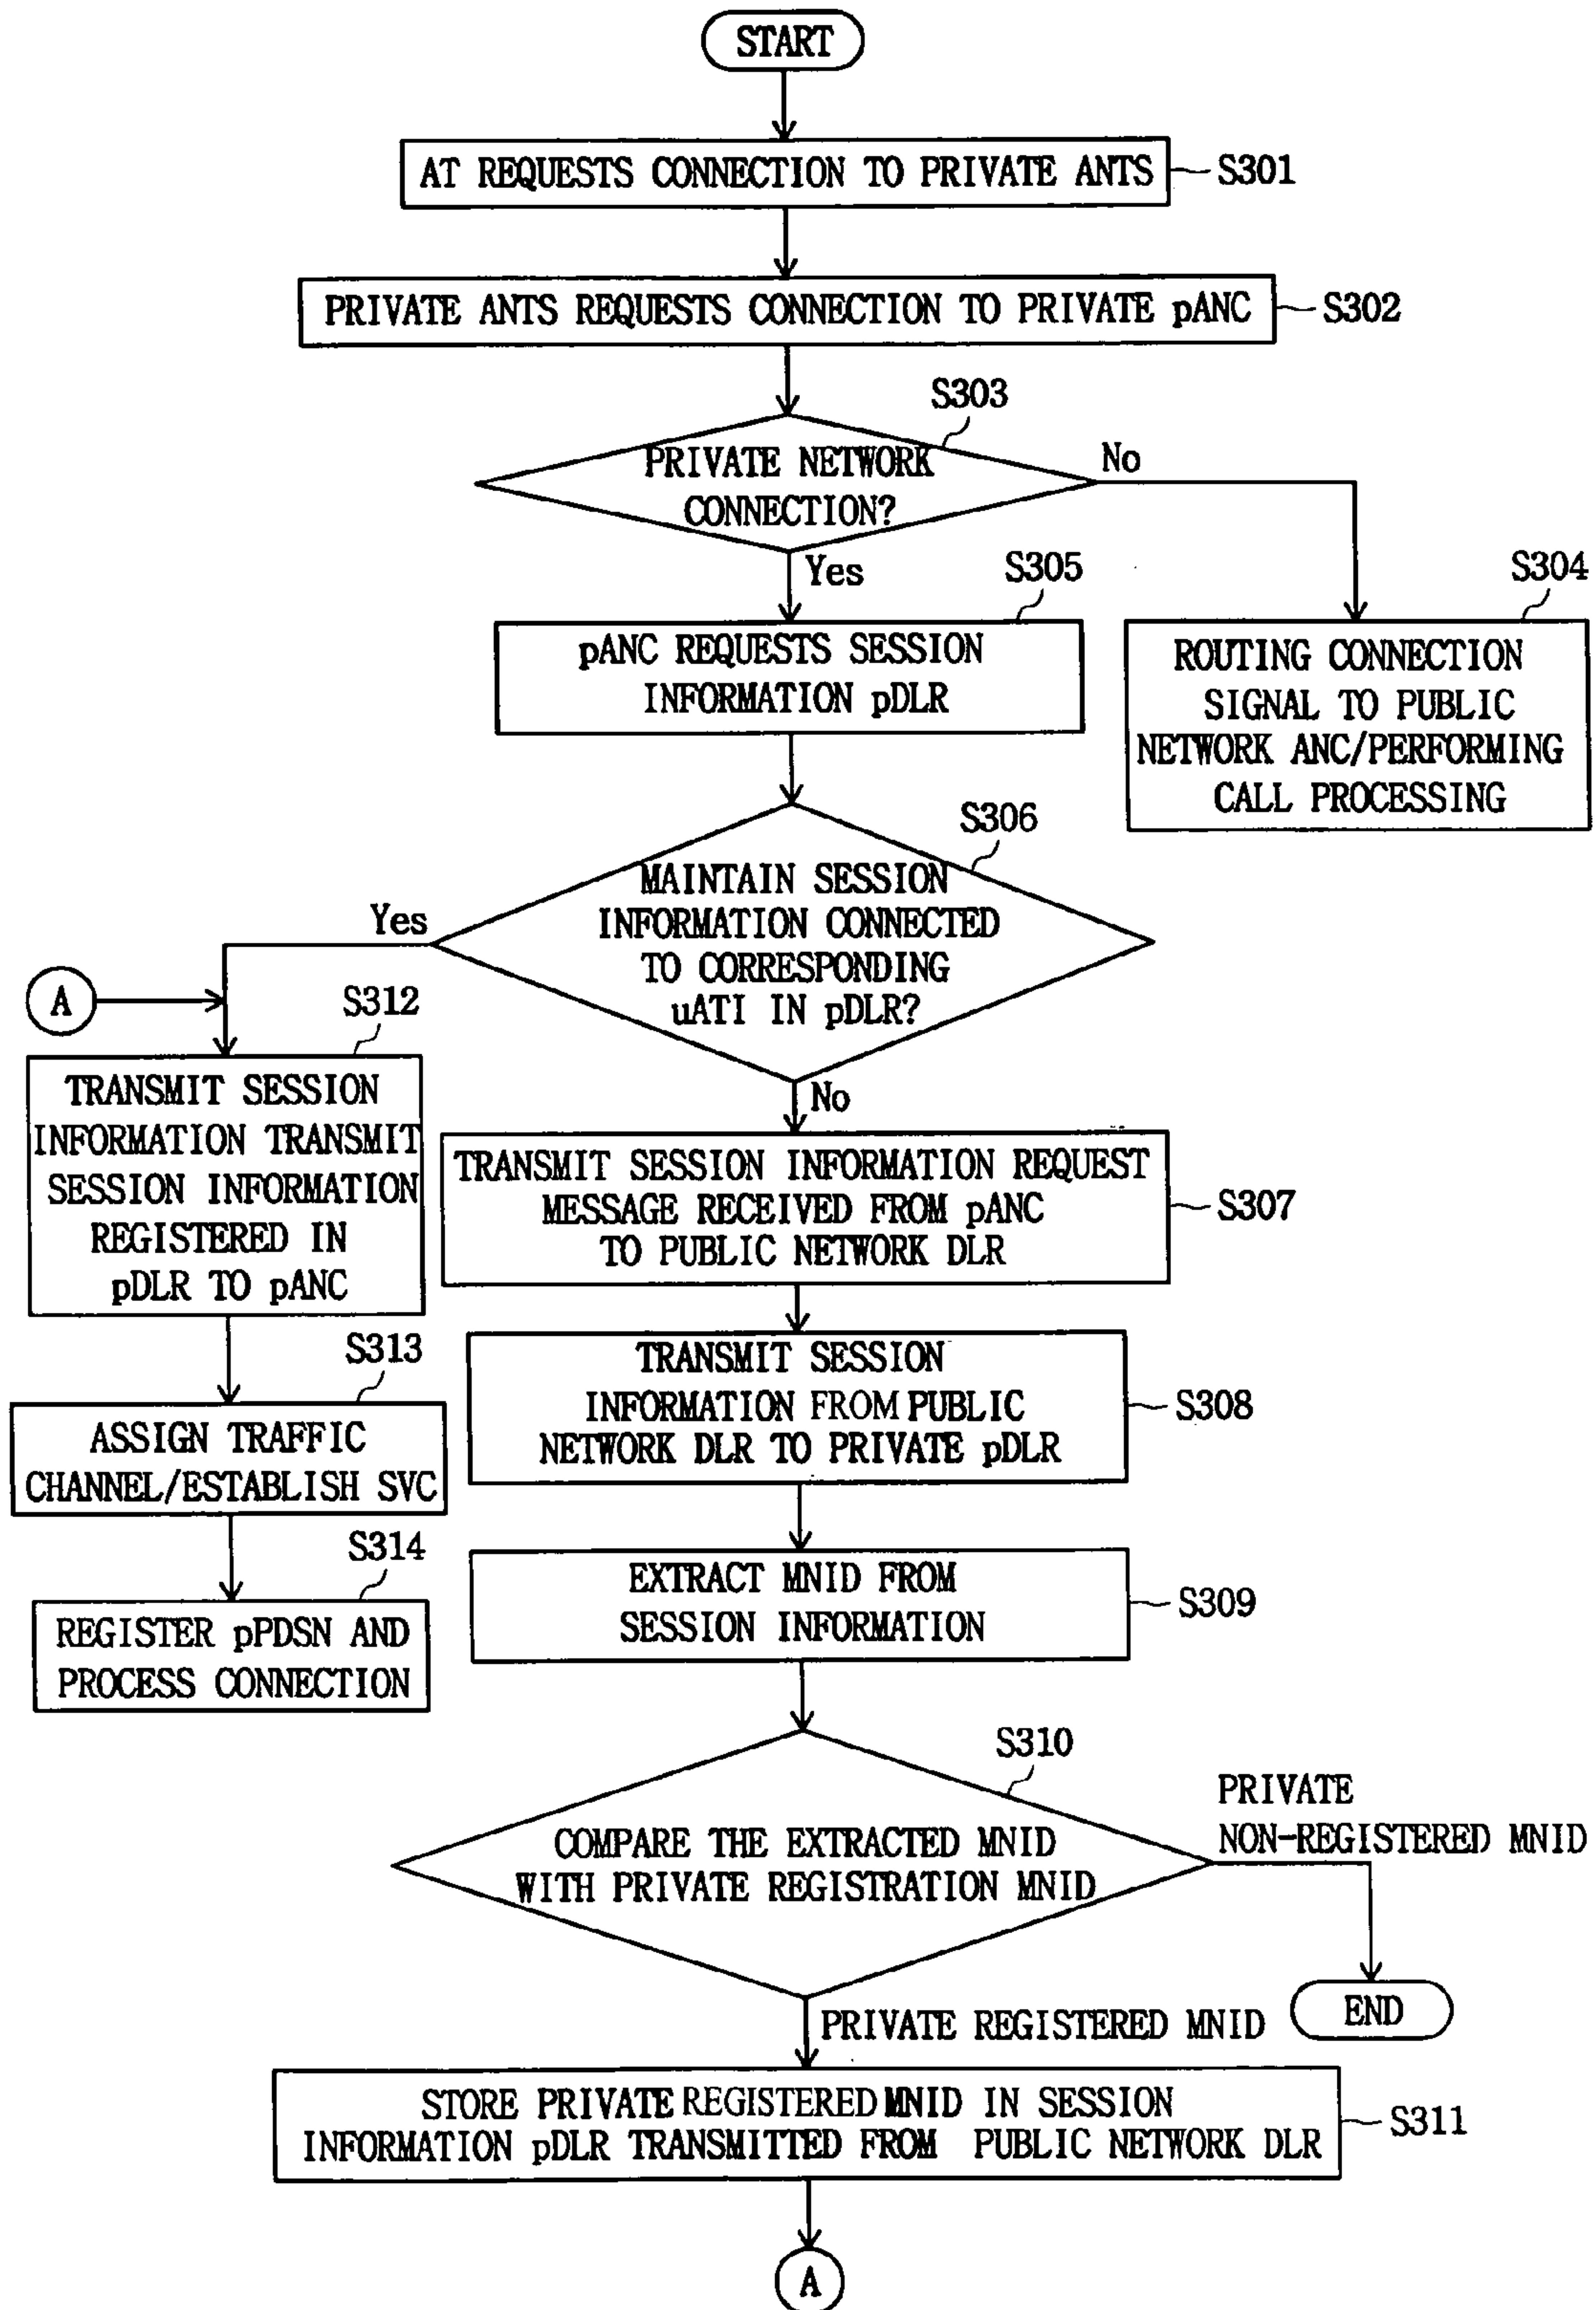 START
AT REQUESTS CONNECTION TO PRIVATE ANTS
S301
PRIVATE ANTS REQUESTS CONNECTION TO PRIVATE pANC
S302
S303
PRIVATE NETWORK
CONNECTION?
No
Yes
S305
pANC REQUESTS SESSION
INFORMATION pDLR
S304
ROUTING CONNECTION
SIGNAL TO PUBLIC
NETWORK ANC/PERFORMING
CALL PROCESSING
S306
MAINTAIN SESSION
INFORMATION CONNECTED
TO CORRESPONDING
uATI IN pDLR?
Yes
No
A
S312
TRANSMIT SESSION
INFORMATION TRANSMIT
SESSION INFORMATION
REGISTERED IN
pDLR TO pANC
TRANSMIT SESSION INFORMATION REQUEST
MESSAGE RECEIVED FROM pANC
TO PUBLIC NETWORK DLR
S307
TRANSMIT SESSION
INFORMATION FROM PUBLIC
NETWORK DLR TO PRIVATE pDLR
S308
S313
ASSIGN TRAFFIC
CHANNEL/ESTABLISH SVC
S314
REGISTER pPDSN AND
PROCESS CONNECTION
EXTRACT MNID FROM
SESSION INFORMATION
S309
S310
COMPARE THE EXTRACTED MNID
WITH PRIVATE REGISTRATION MNID
PRIVATE
NON-REGISTERED MNID
END
PRIVATE REGISTERED MNID
STORE PRIVATE REGISTERED MNID IN SESSION
INFORMATION pDLR TRANSMITTED FROM PUBLIC NETWORK DLR
S311
A